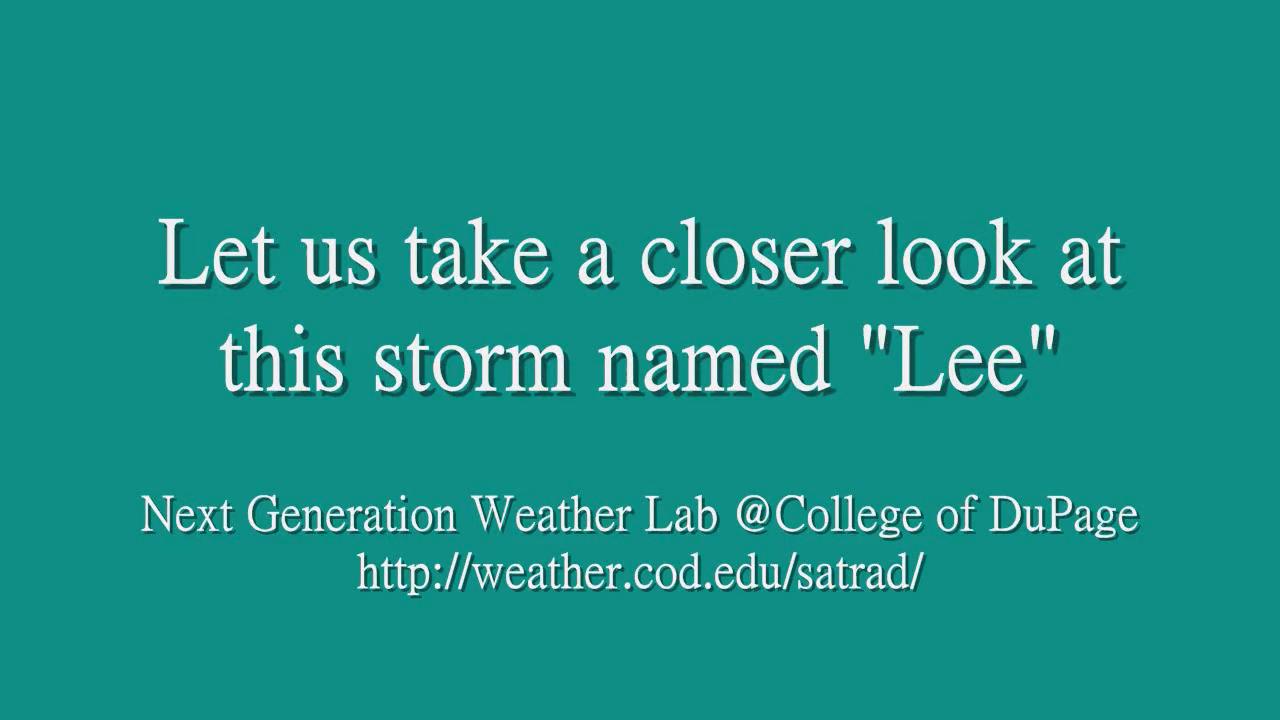 Let us take a closer look at
this storm named "Lee"
Next Generation Weather Lab @College of DuPage
http://weather.cod.edu/satrad/